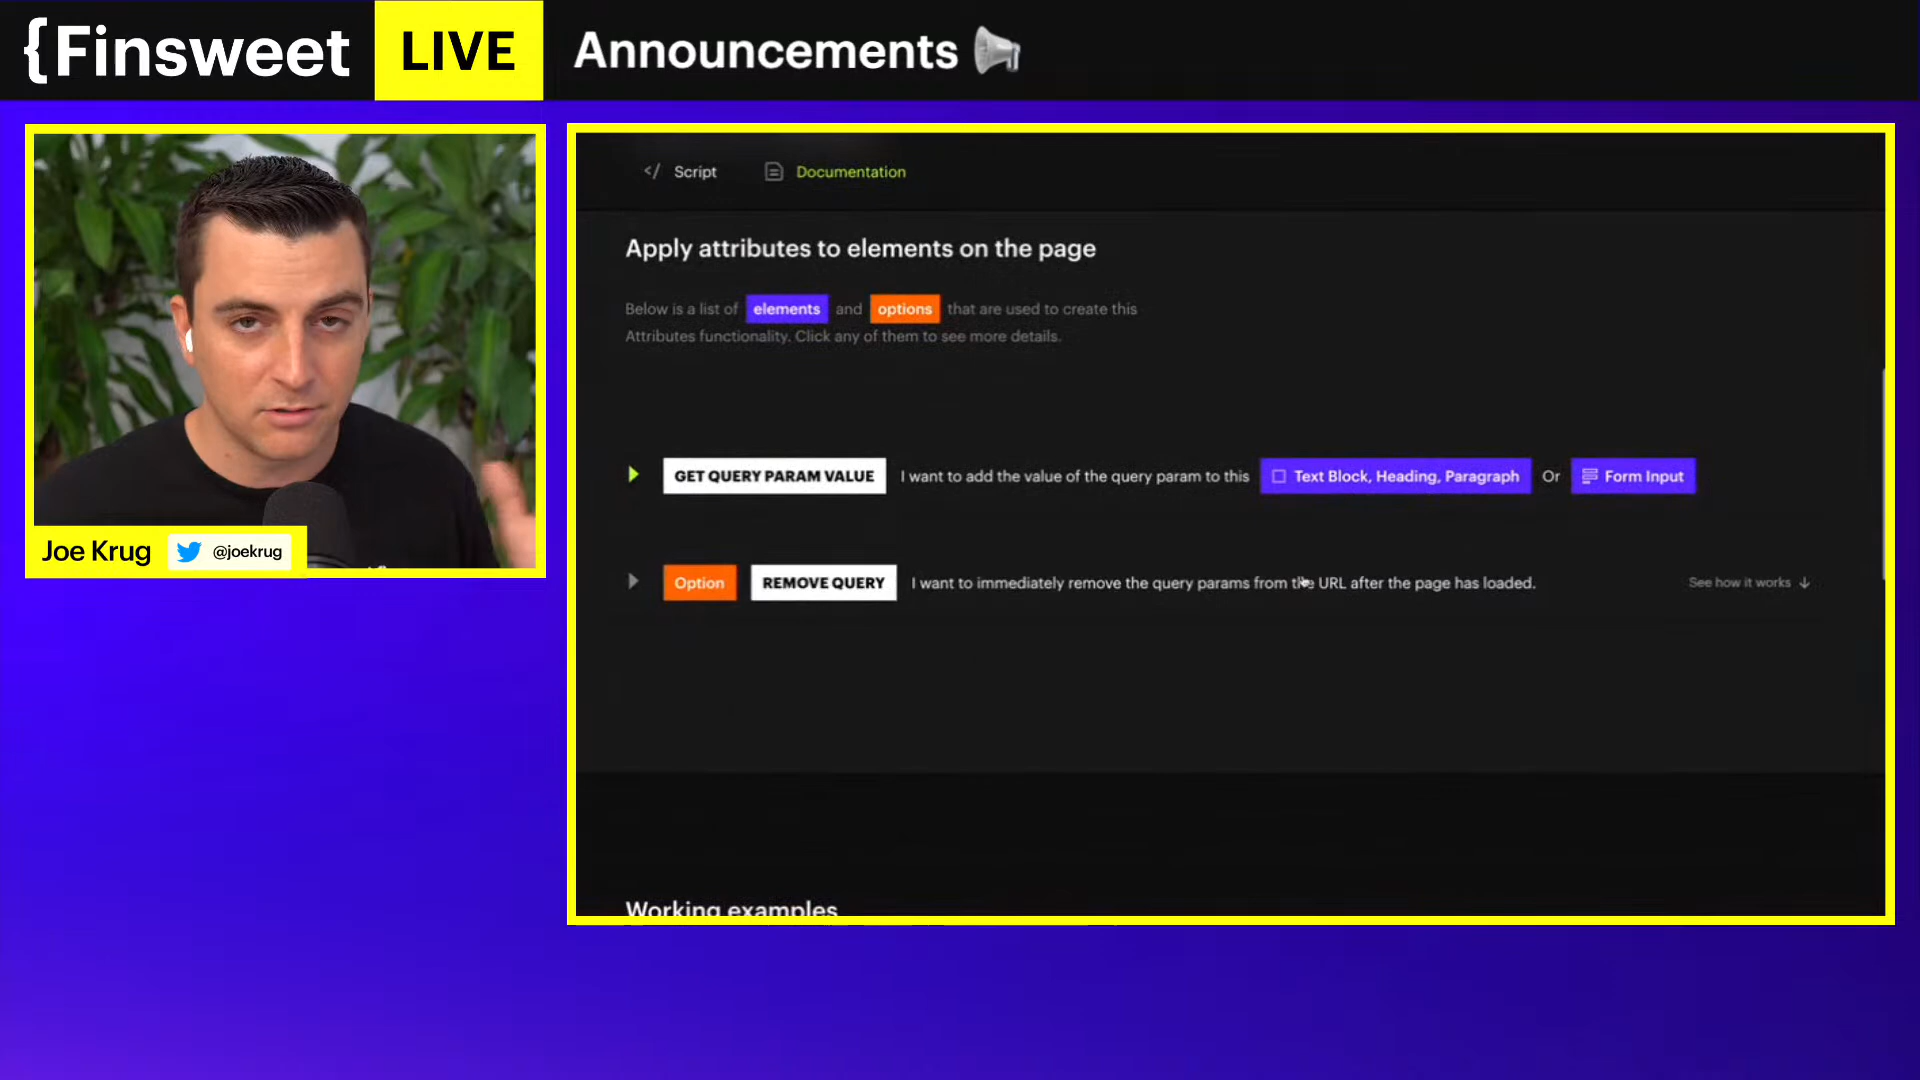 {Finsweet LIVE Announcements
Joe Krug @joekrug
</> Script Documentation
Apply attributes to elements on the page
Below is a list of elements and options that are used to create this
Attributes functionality. Click any of them to see more details.
GET QUERY PARAM VALUE I want to add the value of the query param to this Text Block, Heading, Paragraph Or Form Input
Option REMOVE QUERY I want to immediately remove the query params from the URL after the page has loaded. See how it works ↓
Working examples